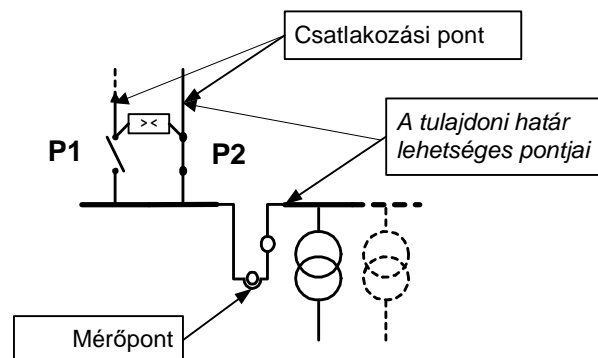 Csatlakozási pont
> <
P1
P2
A tulajdoni határ
lehetséges pontjai
Mérőpont